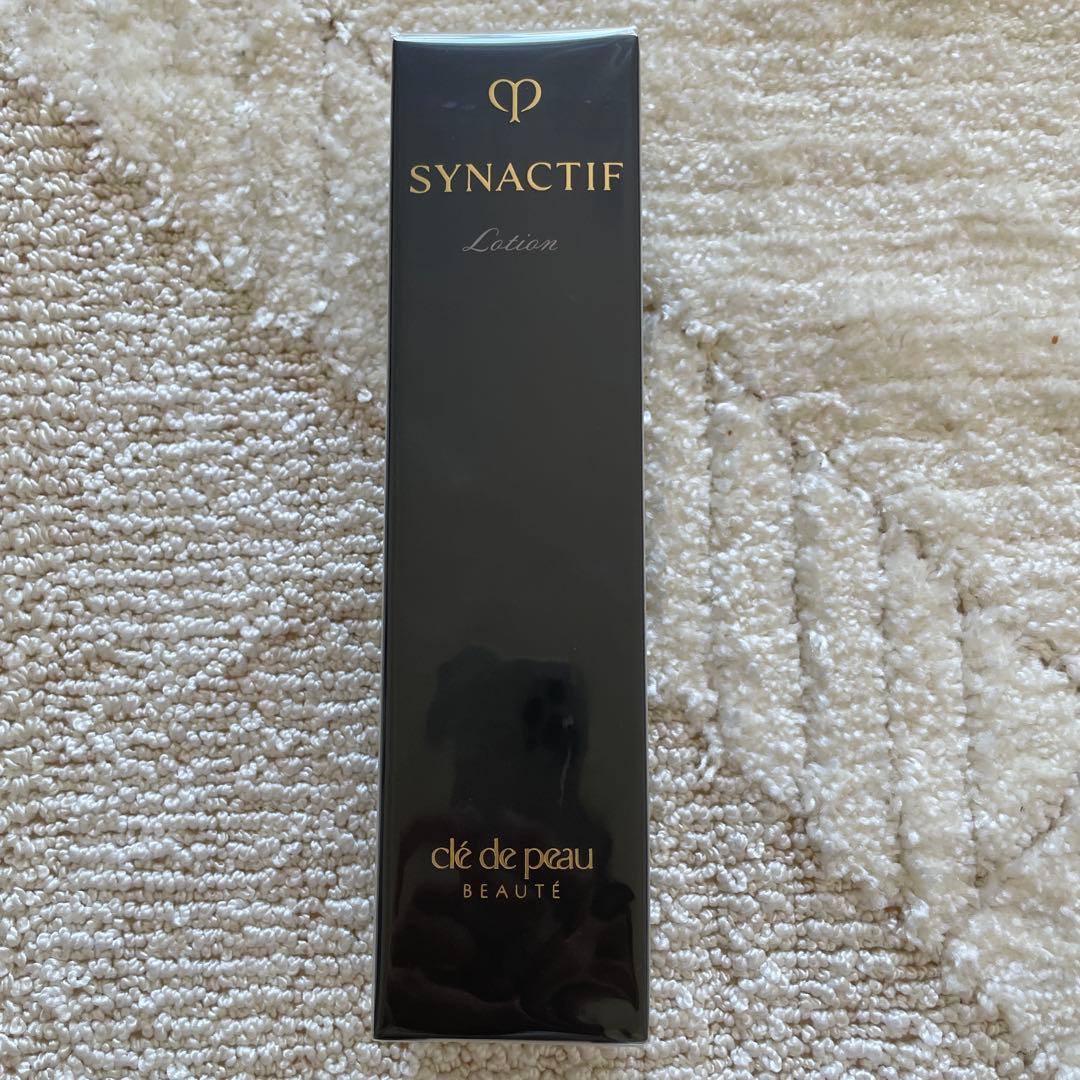 SYNACTIF
Lotion
clé de peau
BEAUTÉ